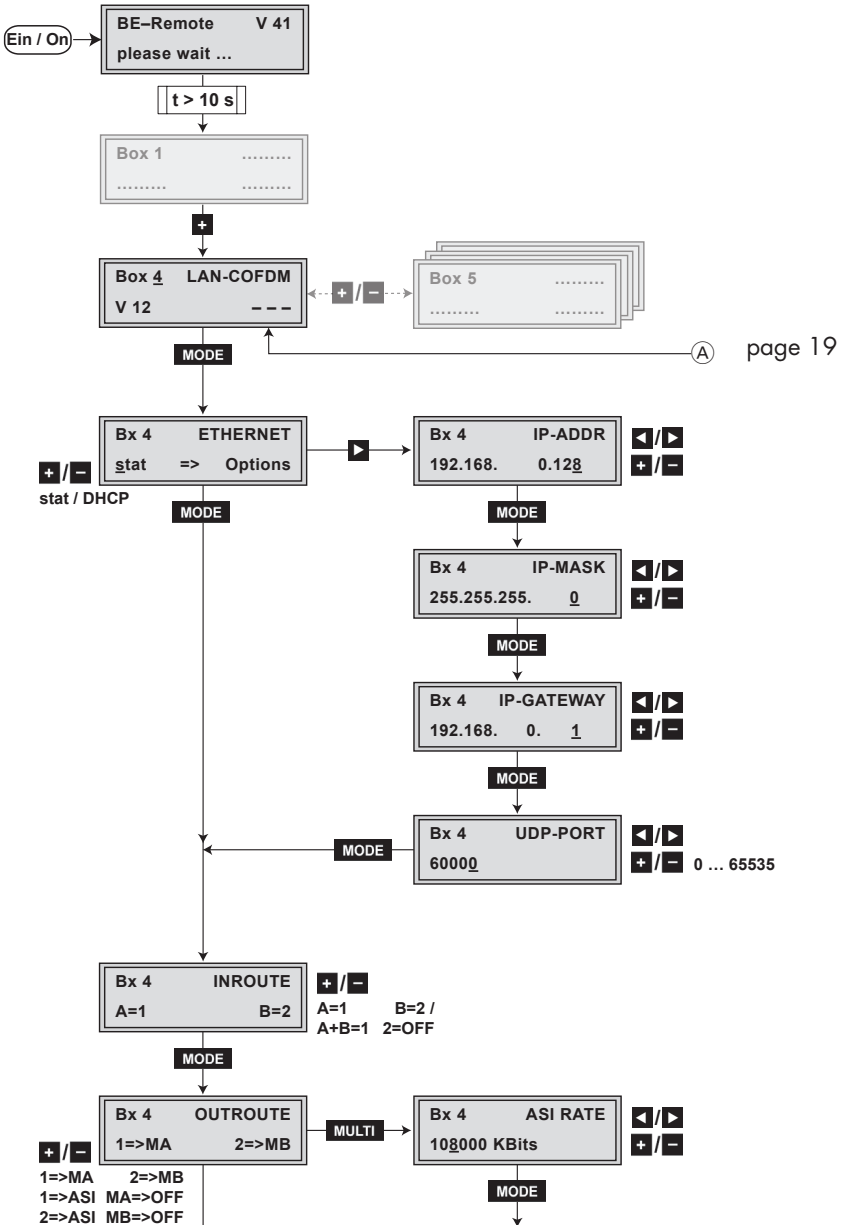 Ein / On
BE–Remote V 41
please wait …
t > 10 s
Box 1 ………
……… ………
+
Box 4 LAN-COFDM
V 12 – – –
+ / −
Box 5 ………
……… ………
MODE
A page 19
Bx 4 ETHERNET
stat => Options
+ / −
stat / DHCP
MODE
Bx 4 IP-ADDR
192.168. 0.128
◄ / ►
+ / −
MODE
Bx 4 IP-MASK
255.255.255. 0
◄ / ►
+ / −
MODE
Bx 4 IP-GATEWAY
192.168. 0. 1
◄ / ►
+ / −
MODE
Bx 4 UDP-PORT
60000
◄ / ►
+ / − 0 … 65535
MODE
Bx 4 INROUTE
A=1 B=2
+ / −
A=1 B=2 /
A+B=1 2=OFF
MODE
Bx 4 OUTROUTE
1=>MA 2=>MB
+ / −
1=>MA 2=>MB
1=>ASI MA=>OFF
2=>ASI MB=>OFF
MULTI
Bx 4 ASI RATE
108000 KBits
◄ / ►
+ / −
MODE